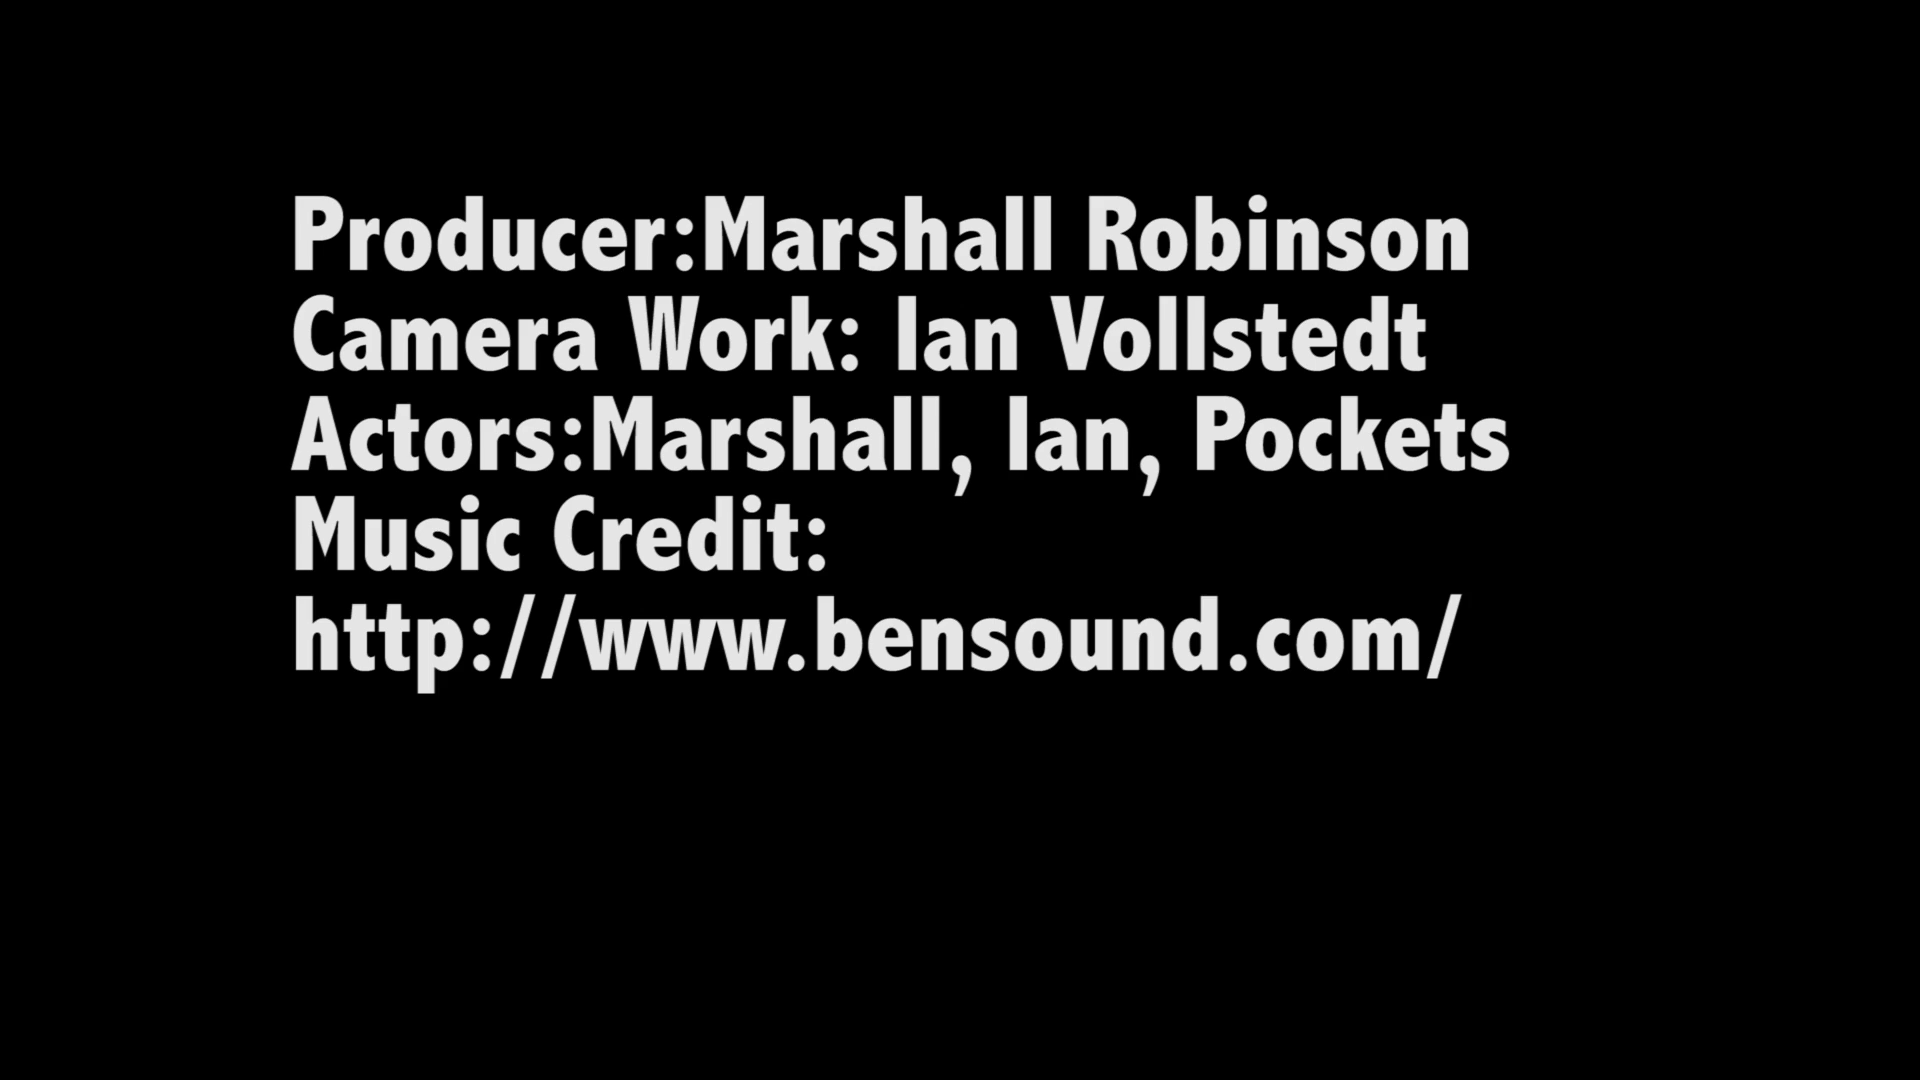 Producer:Marshall Robinson
Camera Work: Ian Vollstedt
Actors:Marshall, Ian, Pockets
Music Credit:
http://www.bensound.com/